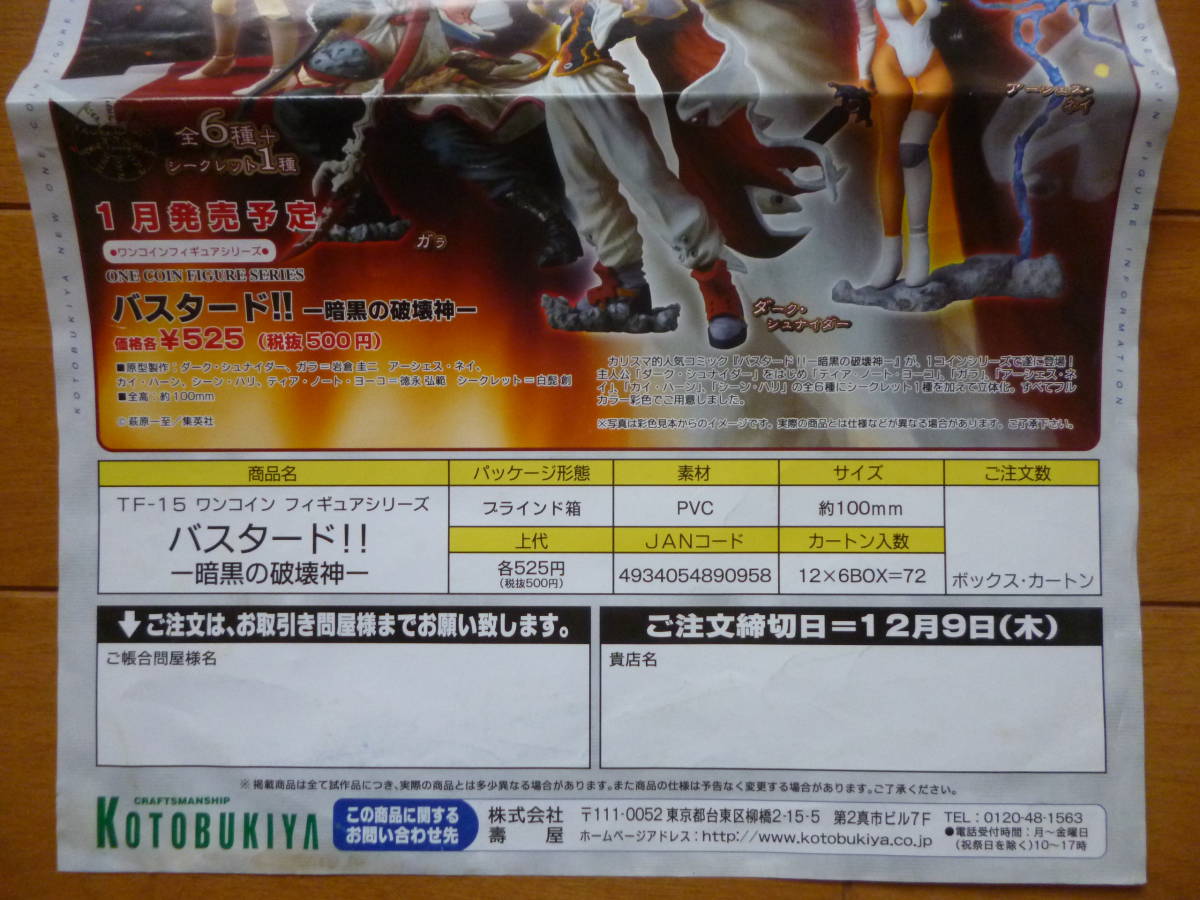 全6種+
シークレット1種
アーシェス・
ネイ
1月発売予定
ガラ
●ワンコインフィギュアシリーズ●
ONE COIN FIGURE SERIES
バスタード!! ―暗黒の破壊神―
ダーク・
シュナイダー
価格各¥525(税抜500円)
■原型製作:ダーク・シュナイダー、ガラ=岩倉 圭二 アーシェス・ネイ、
カイ・ハーン、シーン・ハリ、ティア・ノート・ヨーコ=徳永 弘範 シークレット=白髭 創
■全高:約100mm
©萩原一至/集英社
カリスマ的人気コミック『バスタード!!ー暗黒の破壊神ー』が、1コインシリーズで遂に登場!
主人公「ダーク・シュナイダー」をはじめ「ティア・ノート・ヨーコ」、「ガラ」、「アーシェス・ネ
イ」、「カイ・ハーン」、「シーン・ハリ」の全6種にシークレット1種を加えて立体化。すべてフル
カラー彩色でご用意しました。
※写真は彩色見本からのイメージです。実際の商品とは仕様などが異なる場合があります。ご了承下さい。
KOTOBUKIYA NEW ONE COIN FIGURE
NEW ONE COIN FIGURE INFORMATION
商品名 パッケージ形態 素材 サイズ ご注文数
TF-15 ワンコイン フィギュアシリーズ
バスタード!!
―暗黒の破壊神―
ブラインド箱 PVC 約100mm
上代 JANコード カートン入数
各525円
(税抜500円)
4934054890958 12×6BOX=72 ボックス・カートン
↓ご注文は、お取引き問屋様までお願い致します。
ご注文締切日=12月9日(木)
ご帳合問屋様名
貴店名
※掲載商品は全て試作品につき、実際の商品とは多少異なる場合があります。また商品の仕様は予告なく変更する場合があります。ご了承ください。
CRAFTSMANSHIP
KOTOBUKIYA
この商品に関する
お問い合わせ先
株式会社
壽屋
〒111-0052 東京都台東区柳橋2-15-5 第2真市ビル7F
ホームページアドレス:http://www.kotobukiya.co.jp
TEL:0120-48-1563
●電話受付時間:月~金曜日
(祝祭日を除く)10~17時